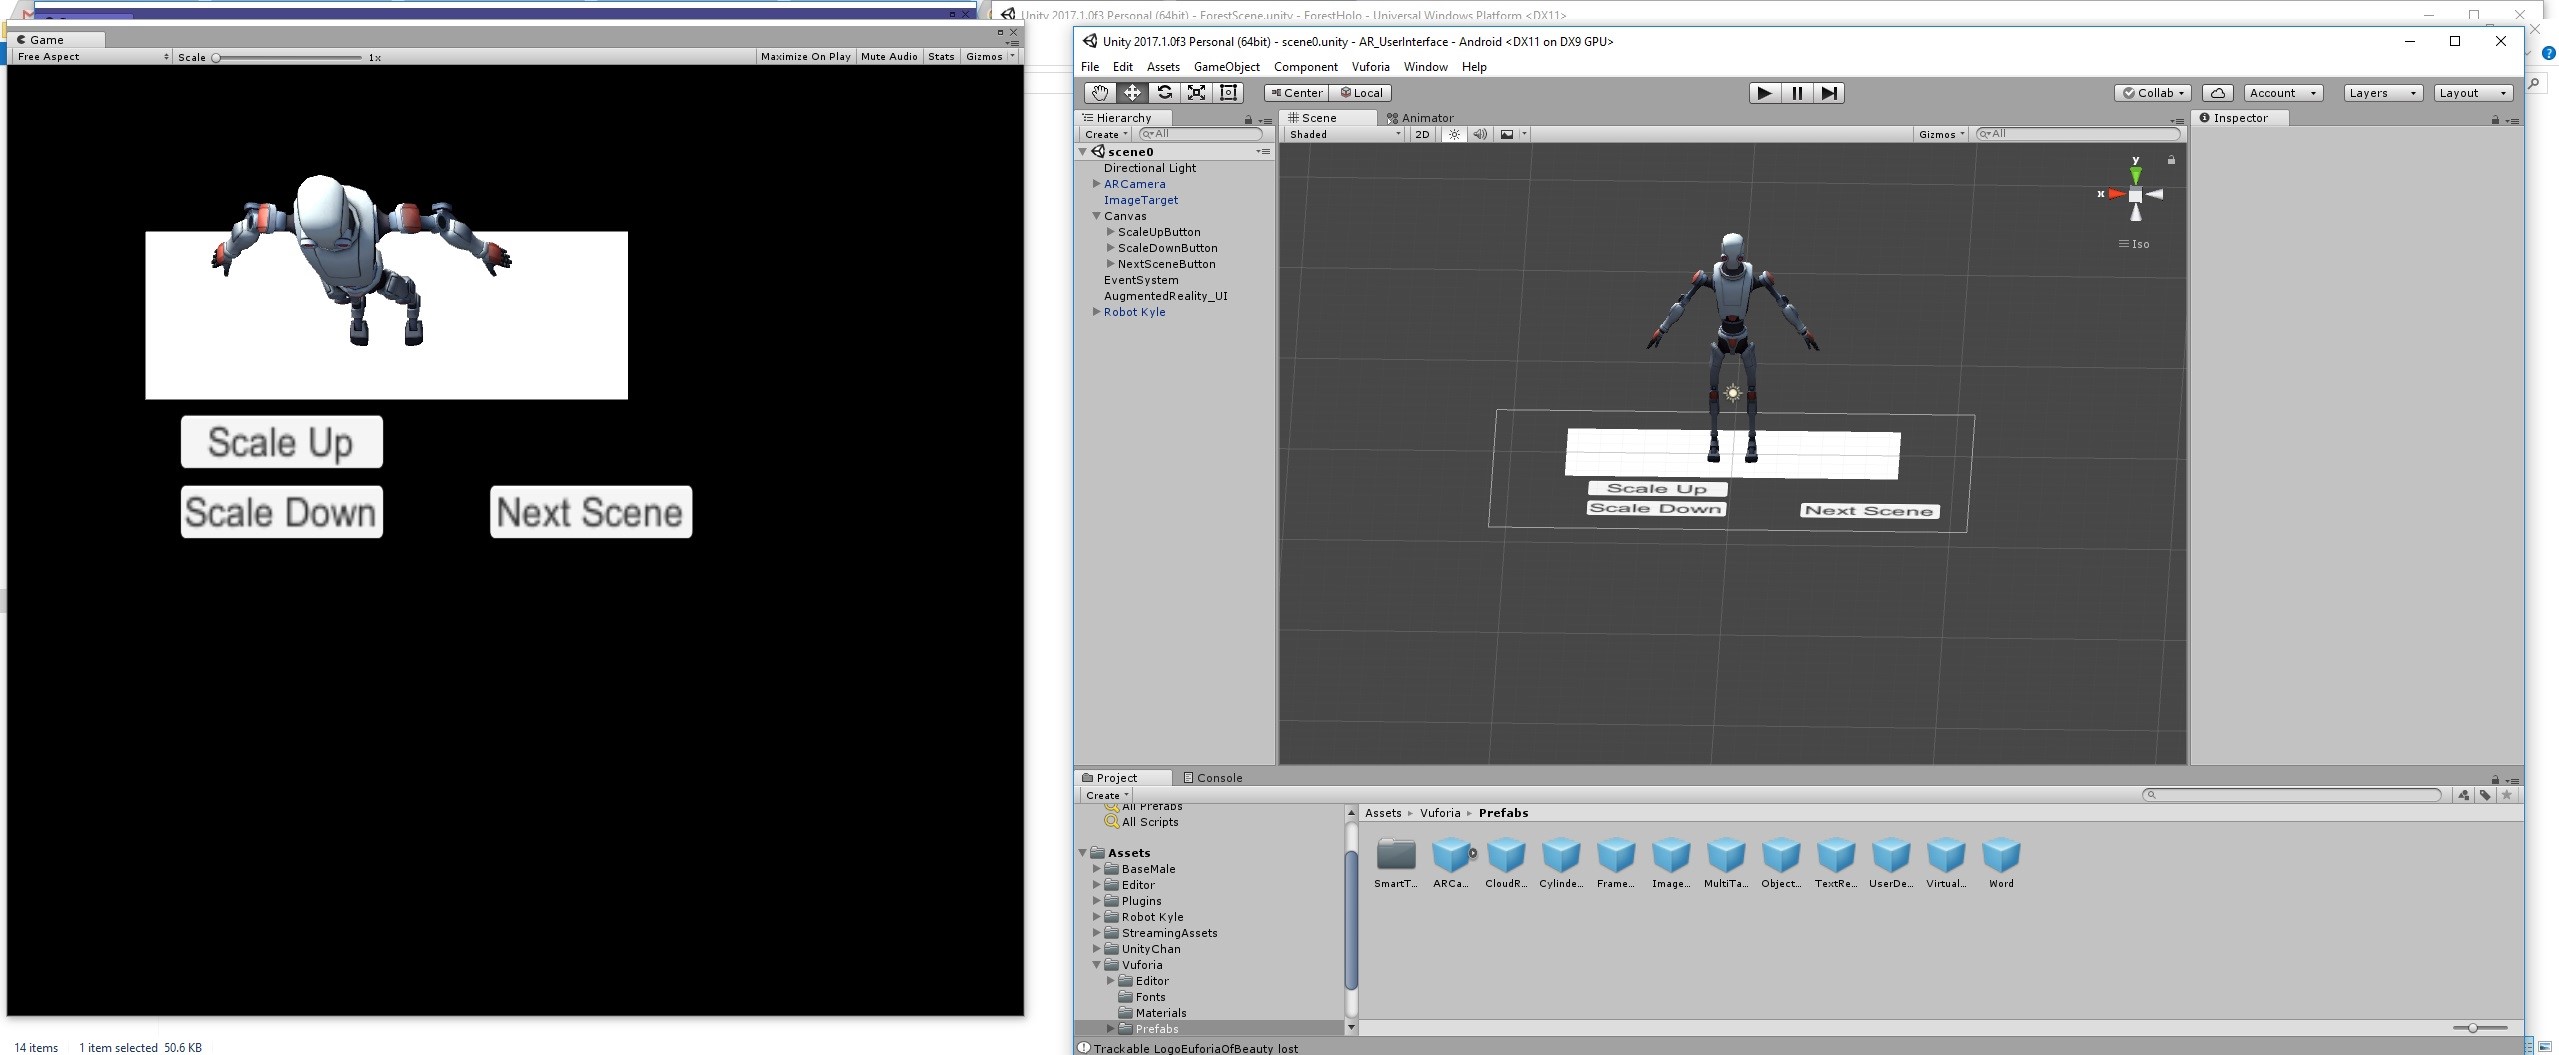 Unity 2017.1.0f3 Personal (64bit) - ForestScene.unity - ForestHolo - Universal Windows Platform <DX11>
Game
Free Aspect
Scale
1x
Maximize On Play
Mute Audio
Stats
Gizmos
Scale Up
Scale Down
Next Scene
14 items
1 item selected 50.6 KB
Unity 2017.1.0f3 Personal (64bit) - scene0.unity - AR_UserInterface - Android <DX11 on DX9 GPU>
File Edit Assets GameObject Component Vuforia Window Help
Center
Local
Collab
Account
Layers
Layout
Hierarchy
Create
All
scene0
Directional Light
ARCamera
ImageTarget
Canvas
ScaleUpButton
ScaleDownButton
NextSceneButton
EventSystem
AugmentedReality_UI
Robot Kyle
Scene
Animator
Shaded
2D
Gizmos
All
y
x
Iso
Scale Up
Scale Down
Next Scene
Inspector
Project
Console
Create
All Prefabs
All Scripts
Assets
BaseMale
Editor
Plugins
Robot Kyle
StreamingAssets
UnityChan
Vuforia
Editor
Fonts
Materials
Prefabs
Assets Vuforia Prefabs
SmartT... ARCa... CloudR... Cylinde... Frame... Image... MultiTa... Object... TextRe... UserDe... Virtual... Word
Trackable LogoEuforiaOfBeauty lost